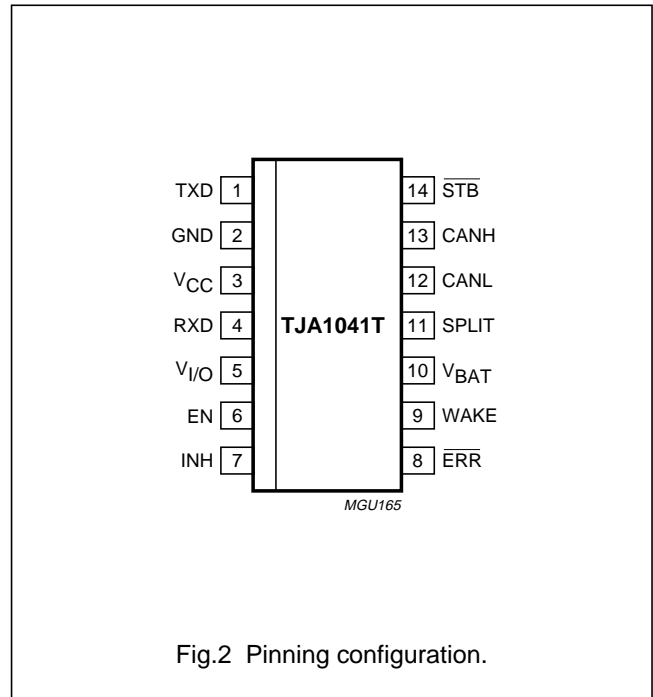 TXD 1 14 STB
GND 2 13 CANH
VCC 3 12 CANL
RXD 4 TJA1041T 11 SPLIT
VI/O 5 10 VBAT
EN 6 9 WAKE
INH 7 8 ERR
MGU165
Fig.2 Pinning configuration.